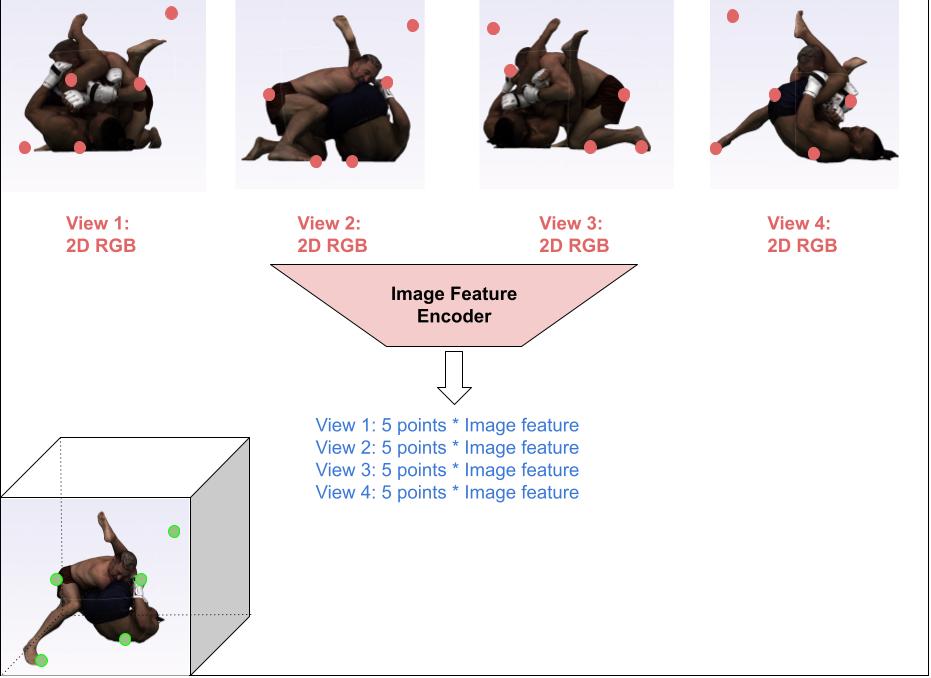 View 1:
2D RGB
View 2:
2D RGB
View 3:
2D RGB
View 4:
2D RGB
Image Feature
Encoder
View 1: 5 points * Image feature
View 2: 5 points * Image feature
View 3: 5 points * Image feature
View 4: 5 points * Image feature